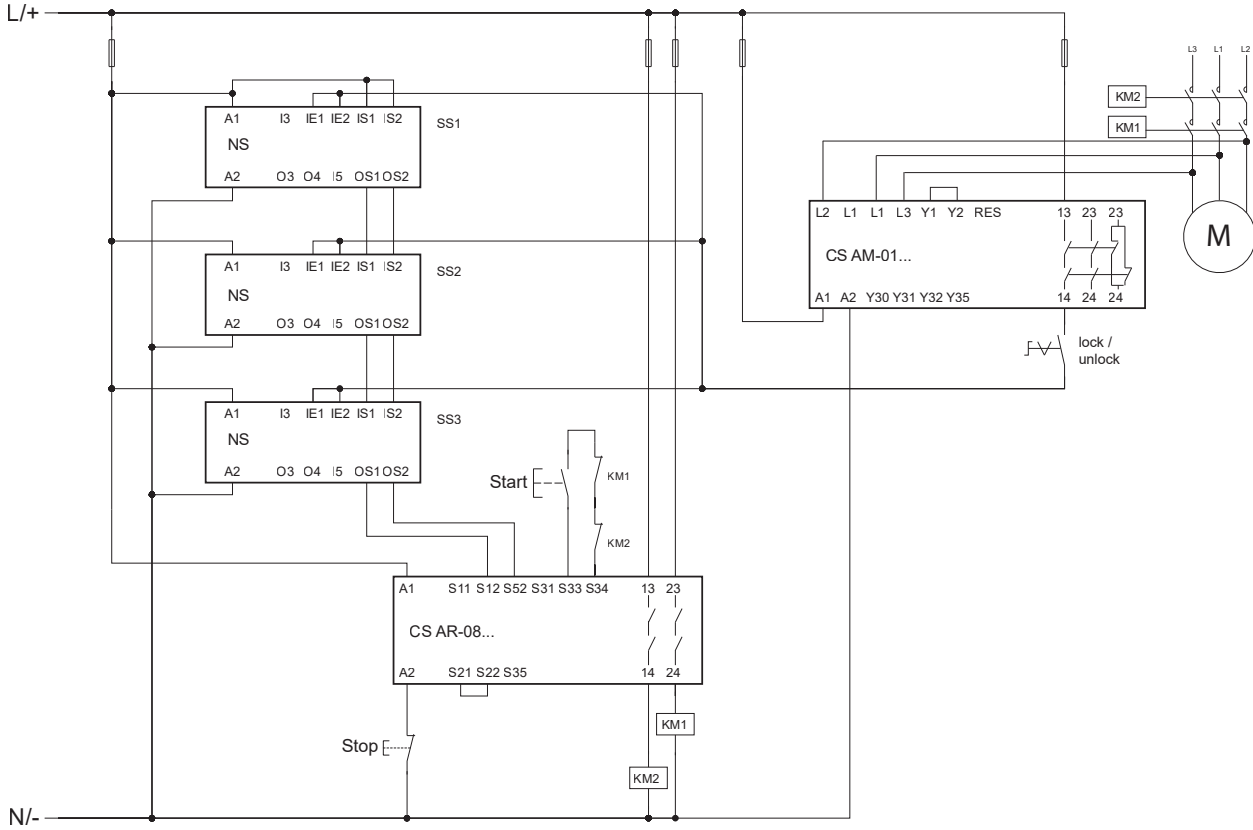 L/+
L3 L1 L2
KM2
KM1
A1 I3 IE1 IE2 IS1 IS2
SS1
NS
A2 O3 O4 I5 OS1 OS2
L2 L1 L1 L3 Y1 Y2 RES 13 23 23
M
CS AM-01...
A1 A2 Y30 Y31 Y32 Y35 14 24 24
A1 I3 IE1 IE2 IS1 IS2
SS2
NS
A2 O3 O4 I5 OS1 OS2
lock /
unlock
A1 I3 IE1 IE2 IS1 IS2
SS3
NS
A2 O3 O4 I5 OS1 OS2
Start
KM1
KM2
A1 S11 S12 S52 S31 S33 S34 13 23
CS AR-08...
A2 S21 S22 S35 14 24
KM1
Stop
KM2
N/-